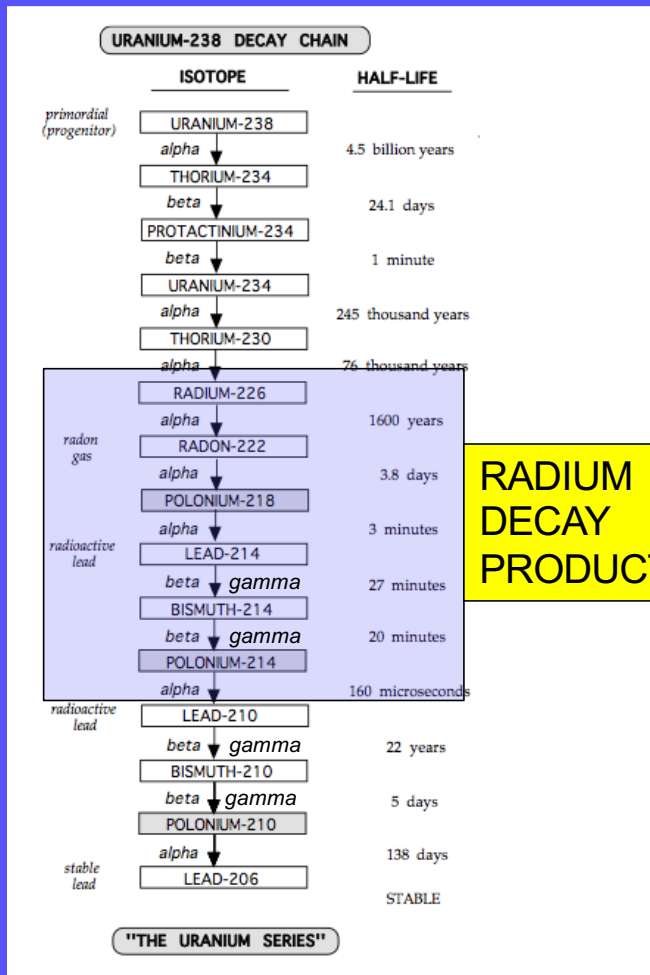 URANIUM-238 DECAY CHAIN
ISOTOPE HALF-LIFE
primordial
(progenitor)
URANIUM-238
alpha 4.5 billion years
THORIUM-234
beta 24.1 days
PROTACTINIUM-234
beta 1 minute
URANIUM-234
alpha 245 thousand years
THORIUM-230
alpha 76 thousand years
RADIUM-226
alpha 1600 years
radon
gas
RADON-222
alpha 3.8 days
POLONIUM-218
alpha 3 minutes
radioactive
lead
LEAD-214
beta gamma 27 minutes
BISMUTH-214
beta gamma 20 minutes
POLONIUM-214
alpha 160 microseconds
RADIUM
DECAY
PRODUCT
radioactive
lead
LEAD-210
beta gamma 22 years
BISMUTH-210
beta gamma 5 days
POLONIUM-210
alpha 138 days
stable
lead
LEAD-206
STABLE
"THE URANIUM SERIES"